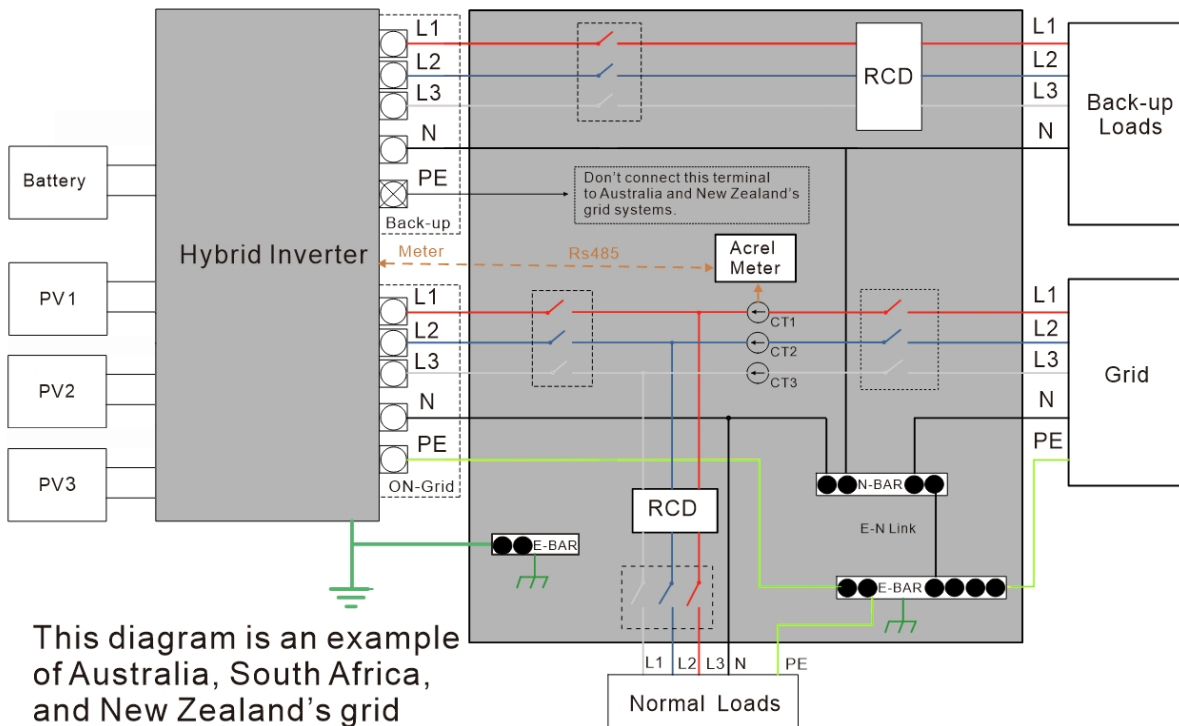 L1
L2
L3
N
PE
Back-up
Battery
Hybrid Inverter
PV1
PV2
PV3
Meter
Rs485
L1
L2
L3
N
PE
ON-Grid
RCD
Don't connect this terminal
to Australia and New Zealand's
grid systems.
Acrel
Meter
CT1
CT2
CT3
L1
L2
L3
N
Back-up
Loads
L1
L2
L3
N
PE
Grid
RCD
N-BAR
E-N Link
E-BAR
E-BAR
L1
L2
L3
N
PE
Normal Loads
This diagram is an example
of Australia, South Africa,
and New Zealand's grid